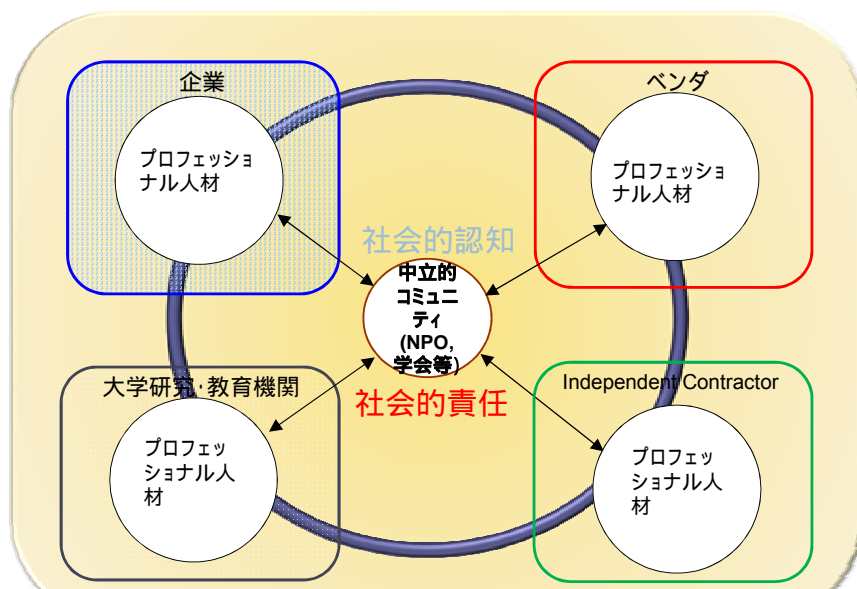 企業
プロフェッショ
ナル人材
ベンダ
プロフェッショ
ナル人材
社会的認知
中立的
コミュニ
ティ
(NPO,
学会等)
社会的責任
大学研究･教育機関
プロフェッ
ショナル人
材
Independent Contractor
プロフェッ
ショナル人
材